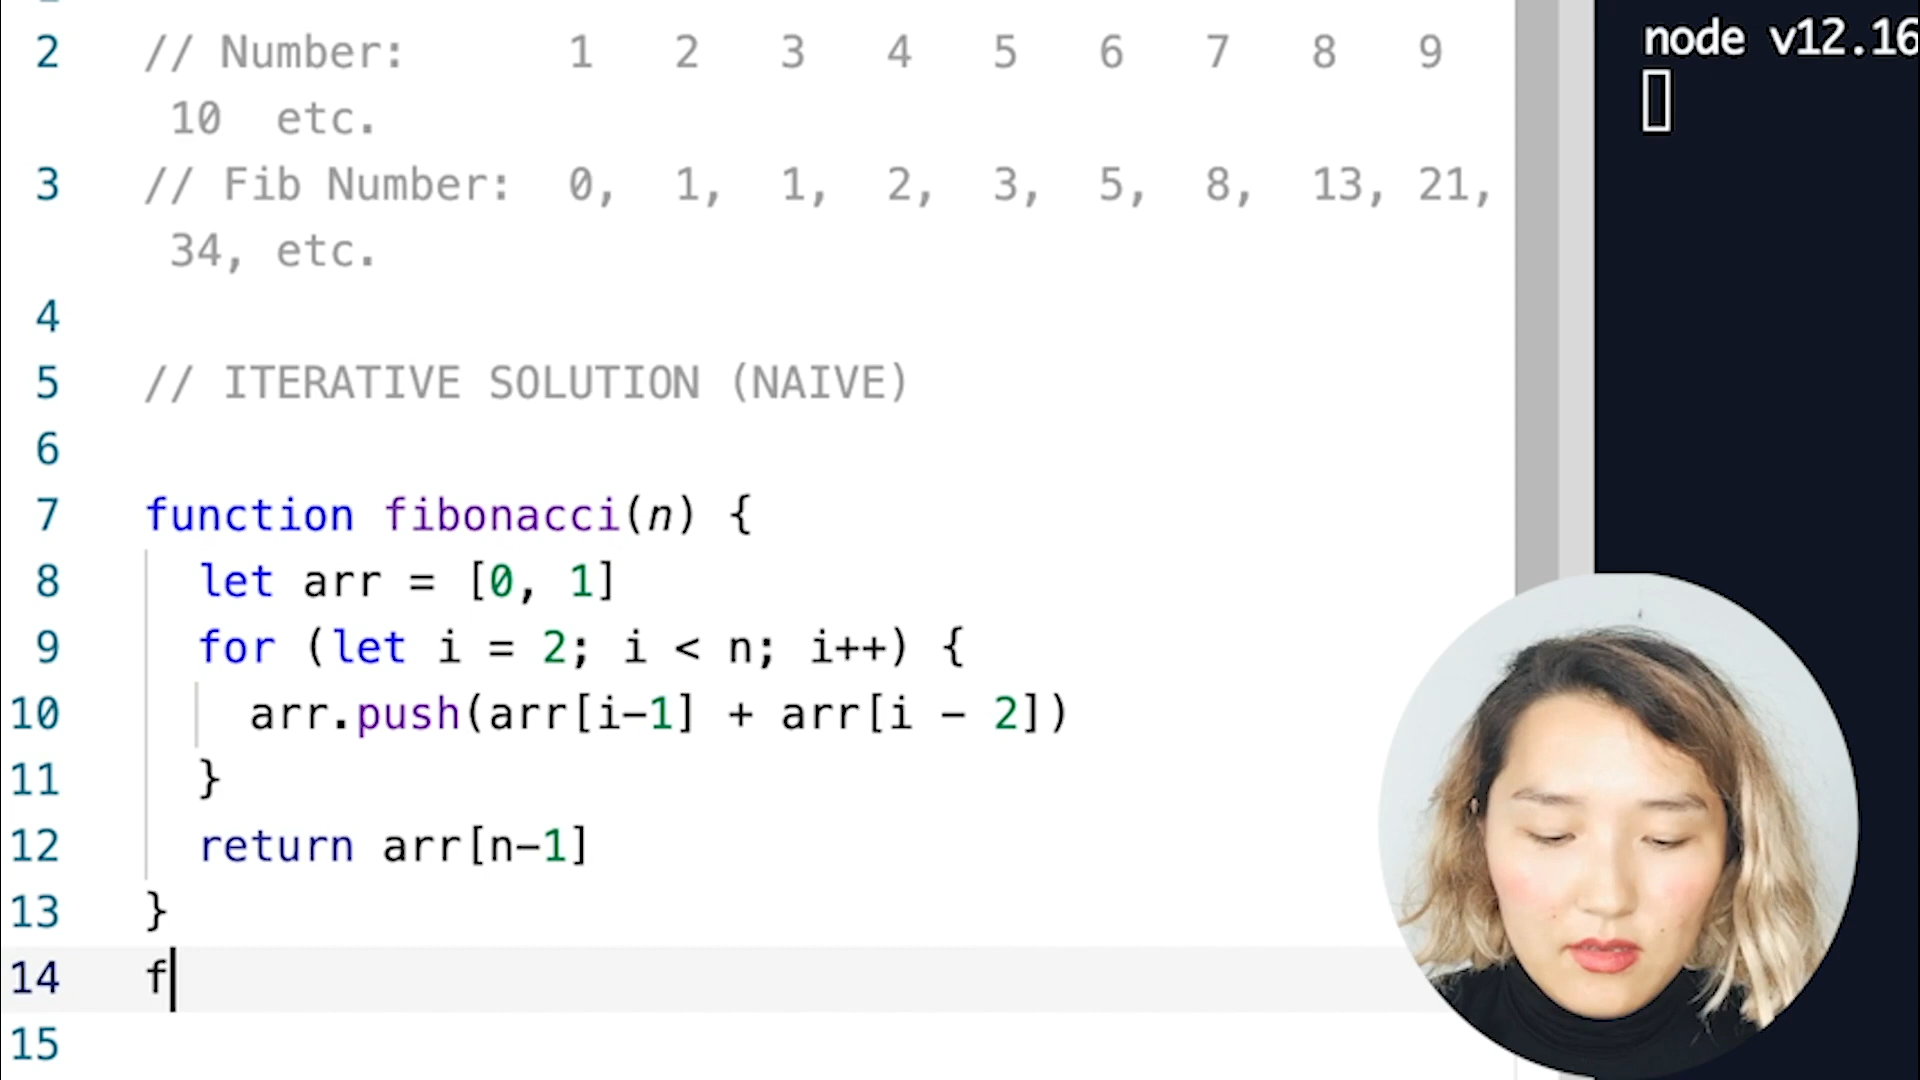 2 // Number: 1 2 3 4 5 6 7 8 9
10 etc.
3 // Fib Number: 0, 1, 1, 2, 3, 5, 8, 13, 21,
34, etc.
4
5 // ITERATIVE SOLUTION (NAIVE)
6
7 function fibonacci(n) {
8 let arr = [0, 1]
9 for (let i = 2; i < n; i++) {
10 arr.push(arr[i-1] + arr[i - 2])
11 }
12 return arr[n-1]
13 }
14 f
15
node v12.16